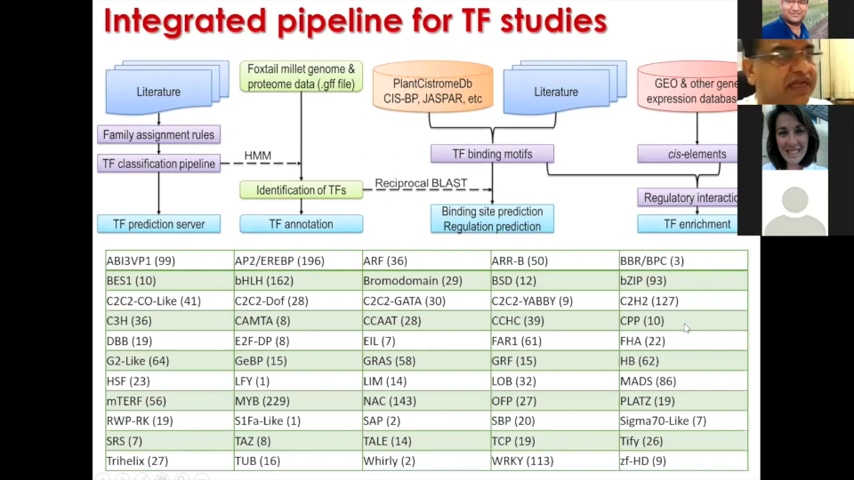 Integrated pipeline for TF studies
Literature
Foxtail millet genome &
proteome data (.gff file)
PlantCistromeDb
CIS-BP, JASPAR, etc
Literature
GEO & other gene
expression databas
Family assignment rules
TF classification pipeline
HMM
TF binding motifs
cis-elements
Identification of TFs
Reciprocal BLAST
Regulatory interactio
TF prediction server
TF annotation
Binding site prediction
Regulation prediction
TF enrichment
ABI3VP1 (99) AP2/EREBP (196) ARF (36) ARR-B (50) BBR/BPC (3)
BES1 (10) bHLH (162) Bromodomain (29) BSD (12) bZIP (93)
C2C2-CO-Like (41) C2C2-Dof (28) C2C2-GATA (30) C2C2-YABBY (9) C2H2 (127)
C3H (36) CAMTA (8) CCAAT (28) CCHC (39) CPP (10)
DBB (19) E2F-DP (8) EIL (7) FAR1 (61) FHA (22)
G2-Like (64) GeBP (15) GRAS (58) GRF (15) HB (62)
HSF (23) LFY (1) LIM (14) LOB (32) MADS (86)
mTERF (56) MYB (229) NAC (143) OFP (27) PLATZ (19)
RWP-RK (19) S1Fa-Like (1) SAP (2) SBP (20) Sigma70-Like (7)
SRS (7) TAZ (8) TALE (14) TCP (19) Tify (26)
Trihelix (27) TUB (16) Whirly (2) WRKY (113) zf-HD (9)